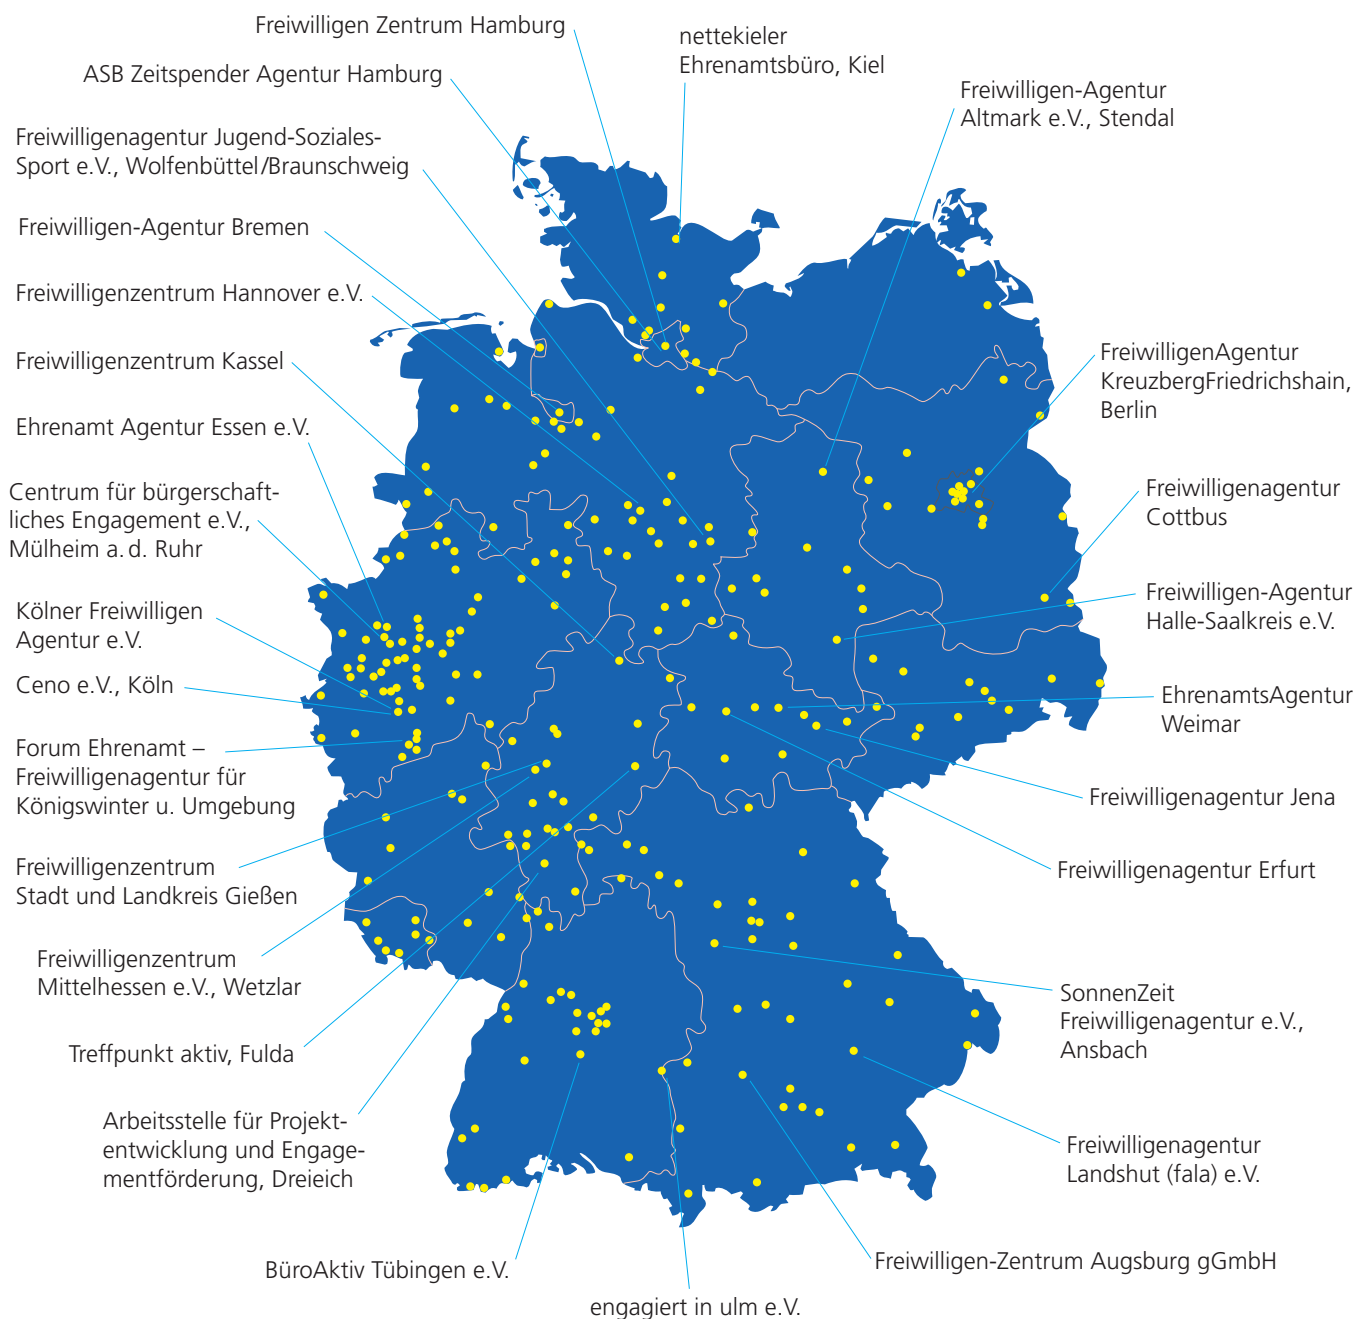 Freiwilligen Zentrum Hamburg
ASB Zeitspender Agentur Hamburg
Freiwilligenagentur Jugend-Soziales-
Sport e.V., Wolfenbüttel/Braunschweig
Freiwilligen-Agentur Bremen
Freiwilligenzentrum Hannover e.V.
Freiwilligenzentrum Kassel
Ehrenamt Agentur Essen e.V.
Centrum für bürgerschaft-
liches Engagement e.V.,
Mülheim a. d. Ruhr
Kölner Freiwilligen
Agentur e.V.
Ceno e.V., Köln
Forum Ehrenamt –
Freiwilligenagentur für
Königswinter u. Umgebung
Freiwilligenzentrum
Stadt und Landkreis Gießen
Freiwilligenzentrum
Mittelhessen e.V., Wetzlar
Treffpunkt aktiv, Fulda
Arbeitsstelle für Projekt-
entwicklung und Engage-
mentförderung, Dreieich
BüroAktiv Tübingen e.V.
engagiert in ulm e.V.
nettekieler
Ehrenamtsbüro, Kiel
Freiwilligen-Agentur
Altmark e.V., Stendal
FreiwilligenAgentur
KreuzbergFriedrichshain,
Berlin
Freiwilligenagentur
Cottbus
Freiwilligen-Agentur
Halle-Saalkreis e.V.
EhrenamtsAgentur
Weimar
Freiwilligenagentur Jena
Freiwilligenagentur Erfurt
SonnenZeit
Freiwilligenagentur e.V.,
Ansbach
Freiwilligenagentur
Landshut (fala) e.V.
Freiwilligen-Zentrum Augsburg gGmbH